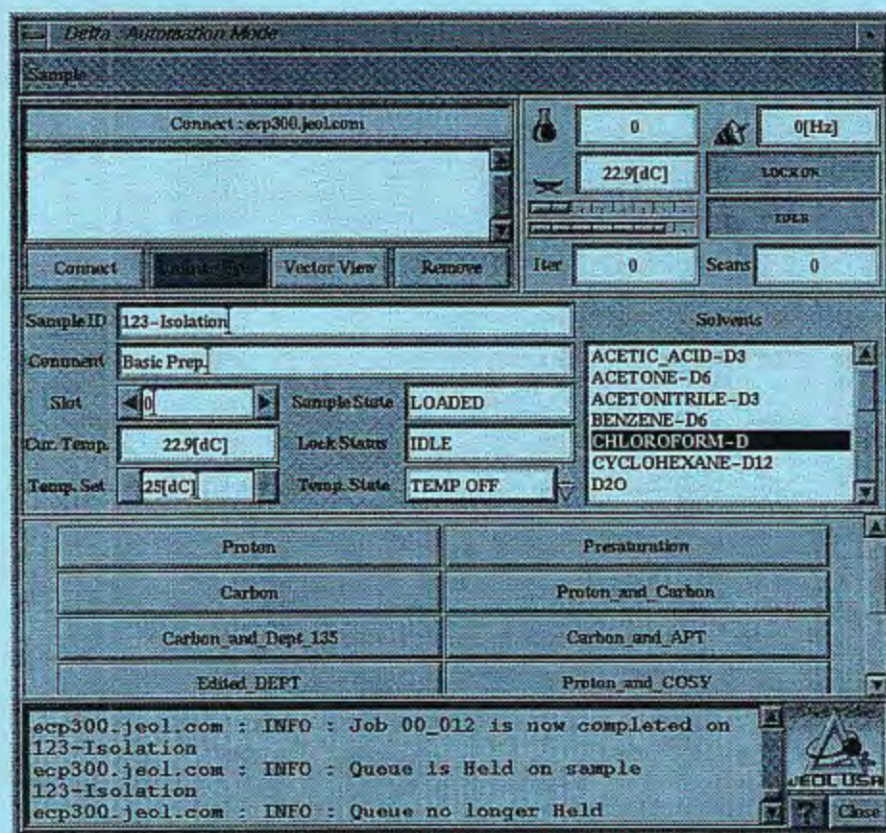 Delta : Automation Mode
Sample
Connect : ecp300.jeol.com
0
0[Hz]
22.9[dC]
LOCK ON
IDLE
Connect
Vector View
Remove
Iter
0
Scans
0
Sample ID
123-Isolation
Solvents
Comment
Basic Prep.
ACETIC_ACID-D3
ACETONE-D6
ACETONITRILE-D3
BENZENE-D6
CHLOROFORM-D
CYCLOHEXANE-D12
D2O
Slot
0
Sample State
LOADED
Cur. Temp.
22.9[dC]
Lock Status
IDLE
Temp. Set
25[dC]
Temp. State
TEMP OFF
Proton
Presaturation
Carbon
Proton_and_Carbon
Carbon_and_Dept_135
Carbon_and_APT
Edited_DEPT
Proton_and_COSY
ecp300.jeol.com : INFO : Job 00_012 is now completed on
123-Isolation
ecp300.jeol.com : INFO : Queue is Held on sample
123-Isolation
ecp300.jeol.com : INFO : Queue no longer Held
JEOL USA
?
Close